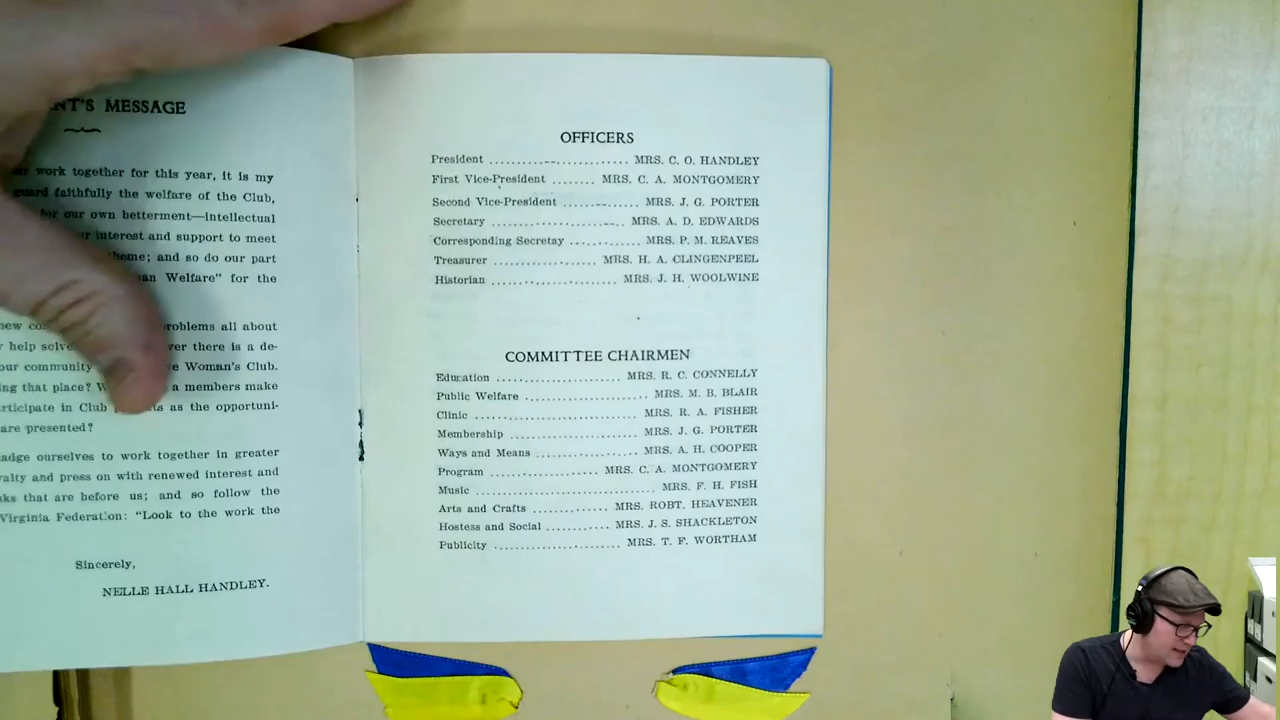 NT'S MESSAGE
work together for this year, it is my
guard faithfully the welfare of the Club,
for our own betterment—intellectual
interest and support to meet
theme; and so do our part
Welfare" for the
new problems all about
help solve ver there is a de-
our community Woman's Club.
ing that place? a members make
articipate in Club as the opportuni-
are presented?
adge ourselves to work together in greater
yalty and press on with renewed interest and
ks that are before us; and so follow the
Virginia Federation: "Look to the work the
Sincerely,
NELLE HALL HANDLEY.
OFFICERS
President ............................ MRS. C. O. HANDLEY
First Vice-President ........ MRS. C. A. MONTGOMERY
Second Vice-President ............... MRS. J. G. PORTER
Secretary ........................... MRS. A. D. EDWARDS
Corresponding Secretay .............. MRS. P. M. REAVES
Treasurer .................... MRS. H. A. CLINGENPEEL
Historian ........................ MRS. J. H. WOOLWINE
COMMITTEE CHAIRMEN
Education ........................ MRS. R. C. CONNELLY
Public Welfare ........................ MRS. M. B. BLAIR
Clinic ............................... MRS. R. A. FISHER
Membership ........................ MRS. J. G. PORTER
Ways and Means .................... MRS. A. H. COOPER
Program ..................... MRS. C. A. MONTGOMERY
Music .................................. MRS. F. H. FISH
Arts and Crafts .............. MRS. ROBT. HEAVENER
Hostess and Social ........... MRS. J. S. SHACKLETON
Publicity ........................ MRS. T. F. WORTHAM